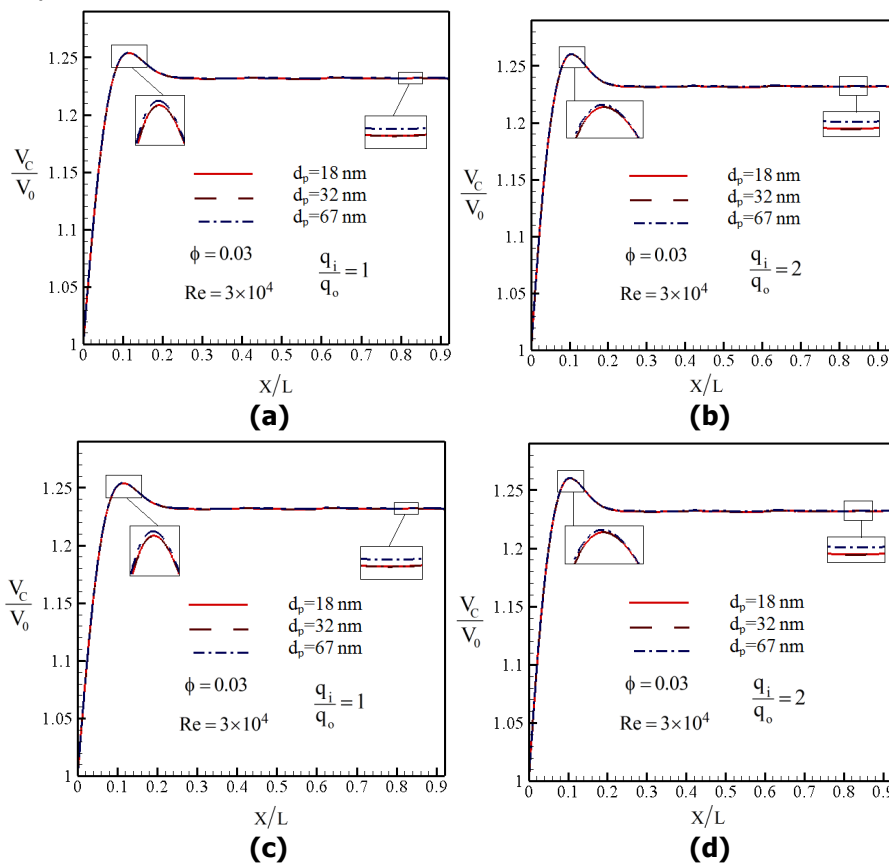 1.25
1.2
1.15
1.1
1.05
1
V_C
V_0
d_p=18 nm
d_p=32 nm
d_p=67 nm
ϕ = 0.03
q_i
q_o
=1
Re = 3×10^4
0 0.1 0.2 0.3 0.4 0.5 0.6 0.7 0.8 0.9
X/L
(a)
1.25
1.2
1.15
1.1
1.05
1
V_C
V_0
d_p=18 nm
d_p=32 nm
d_p=67 nm
ϕ = 0.03
q_i
q_o
=2
Re = 3×10^4
0 0.1 0.2 0.3 0.4 0.5 0.6 0.7 0.8 0.9
X/L
(b)
1.25
1.2
1.15
1.1
1.05
1
V_C
V_0
d_p=18 nm
d_p=32 nm
d_p=67 nm
ϕ = 0.03
q_i
q_o
=1
Re = 3×10^4
0 0.1 0.2 0.3 0.4 0.5 0.6 0.7 0.8 0.9
X/L
(c)
1.25
1.2
1.15
1.1
1.05
1
V_C
V_0
d_p=18 nm
d_p=32 nm
d_p=67 nm
ϕ = 0.03
q_i
q_o
=2
Re = 3×10^4
0 0.1 0.2 0.3 0.4 0.5 0.6 0.7 0.8 0.9
X/L
(d)